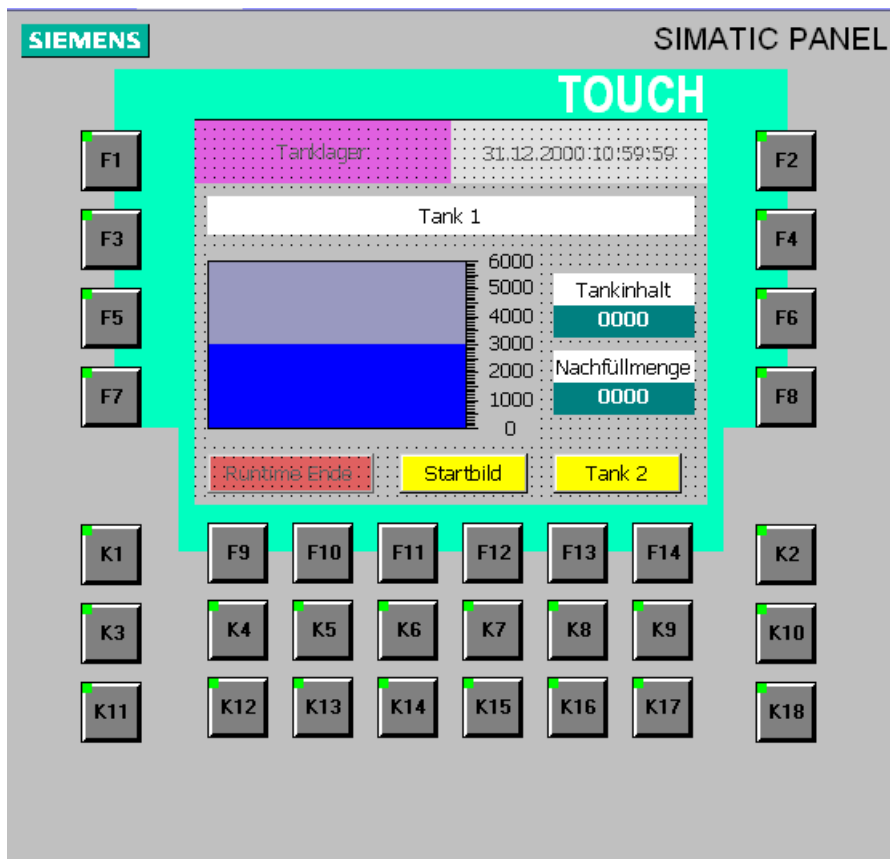 SIEMENS
SIMATIC PANEL
TOUCH
F1
Tanklager
31.12.2000 10:59:59
F2
Tank 1
F3
F4
6000
5000
4000
3000
2000
1000
0
Tankinhalt
0000
F5
F6
Nachfüllmenge
0000
F7
F8
Runtime Ende
Startbild
Tank 2
K1
F9
F10
F11
F12
F13
F14
K2
K3
K4
K5
K6
K7
K8
K9
K10
K11
K12
K13
K14
K15
K16
K17
K18